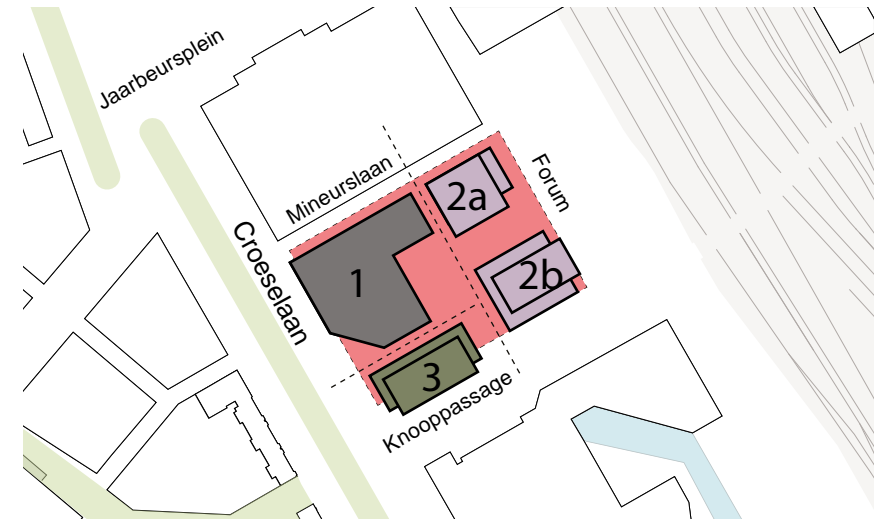 Jaarbeursplein
Mineurslaan
Forum
2a
Croeselaan
1
2b
3
Knooppassage